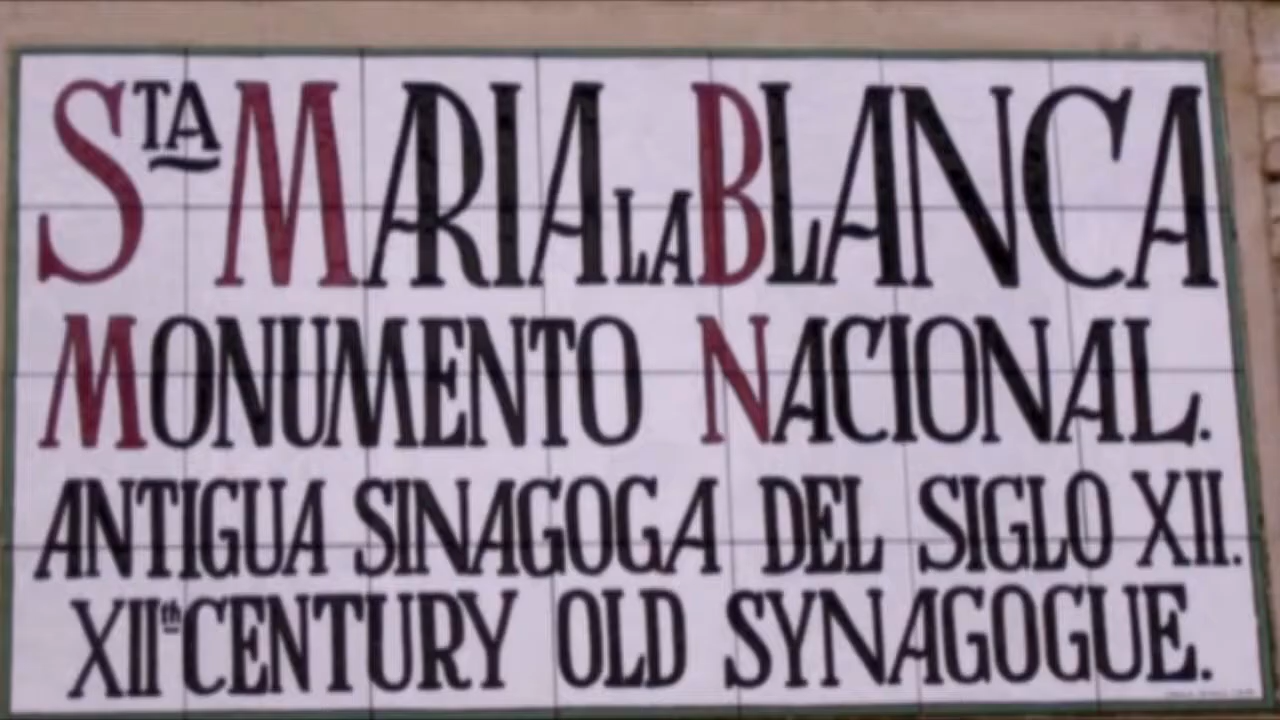 STA MARIA LA BLANCA
MONUMENTO NACIONAL.
ANTIGUA SINAGOGA DEL SIGLO XII.
XIIth CENTURY OLD SYNAGOGUE.